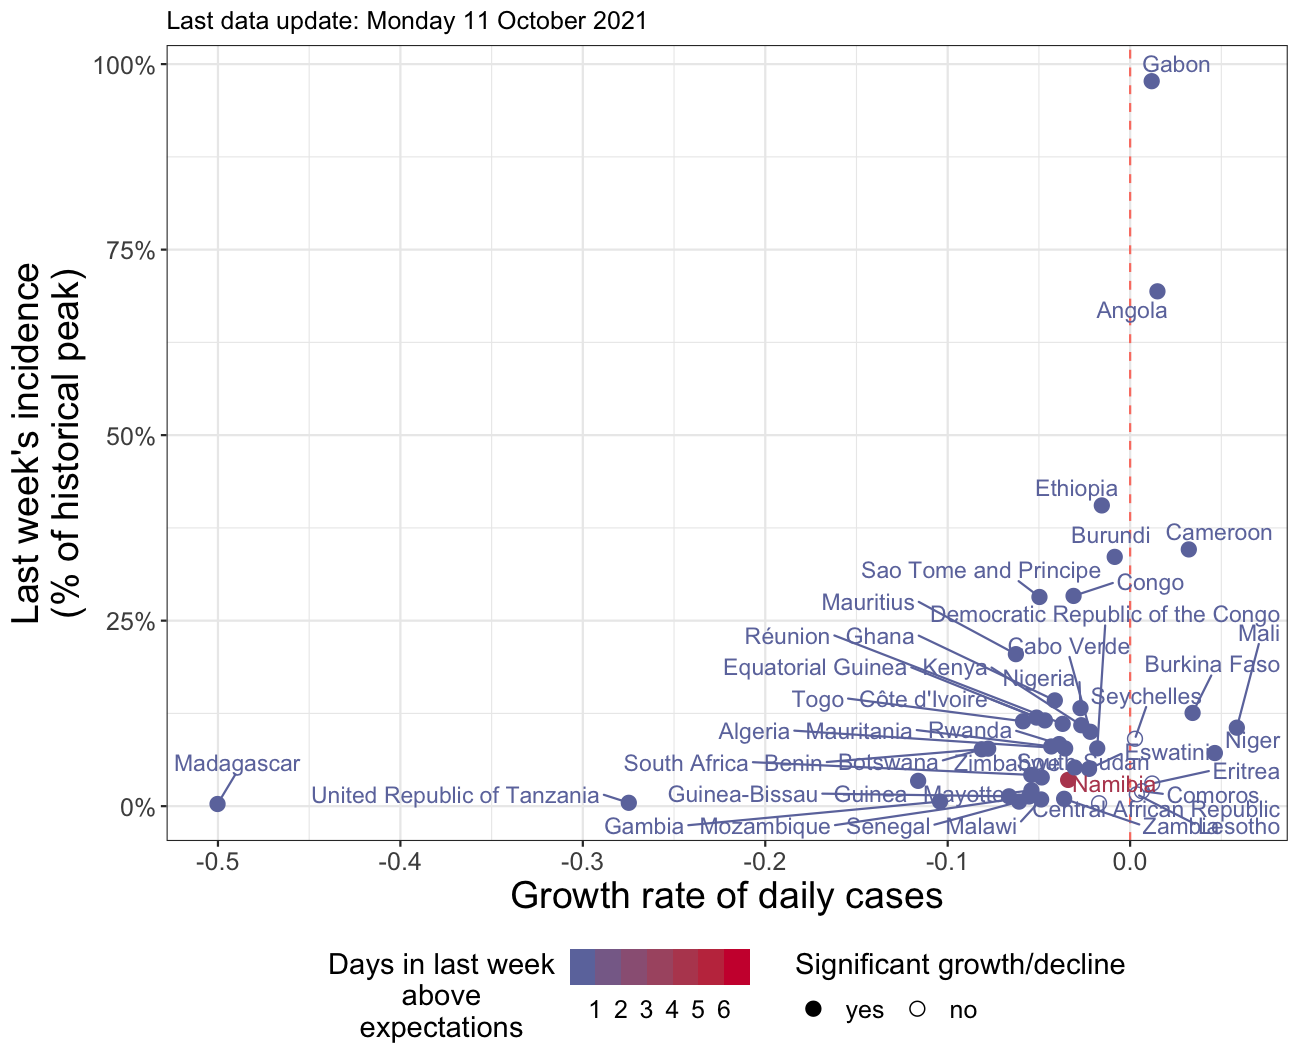 Last data update: Monday 11 October 2021
Last week's incidence
(% of historical peak)
100%
75%
50%
25%
0%
Gabon
Angola
Ethiopia
Burundi
Cameroon
Sao Tome and Principe
Congo
Mauritius
Democratic Republic of the Congo
Réunion
Ghana
Cabo Verde
Mali
Equatorial Guinea
Kenya
Nigeria
Burkina Faso
Togo
Côte d'Ivoire
Seychelles
Algeria
Mauritania
Rwanda
Niger
Madagascar
South Africa
Benin
Botswana
Zimbabwe
South Sudan
Eswatini
Eritrea
United Republic of Tanzania
Guinea-Bissau
Guinea
Mayotte
Namibia
Comoros
Central African Republic
Gambia
Mozambique
Senegal
Malawi
Zambia
Lesotho
-0.5
-0.4
-0.3
-0.2
-0.1
0.0
Growth rate of daily cases
Days in last week
above
expectations
1 2 3 4 5 6
Significant growth/decline
yes
no